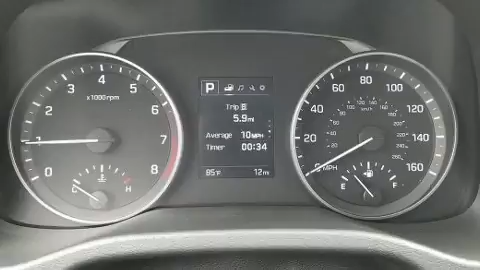 0 1 2 3 4 5 6 7 8
x1000rpm
C H
P
Trip B
5.9mi
Average 10MPH
Timer 00:34
85°F 12mi
0 20 40 60 80 100 120 140 160
MPH
E F